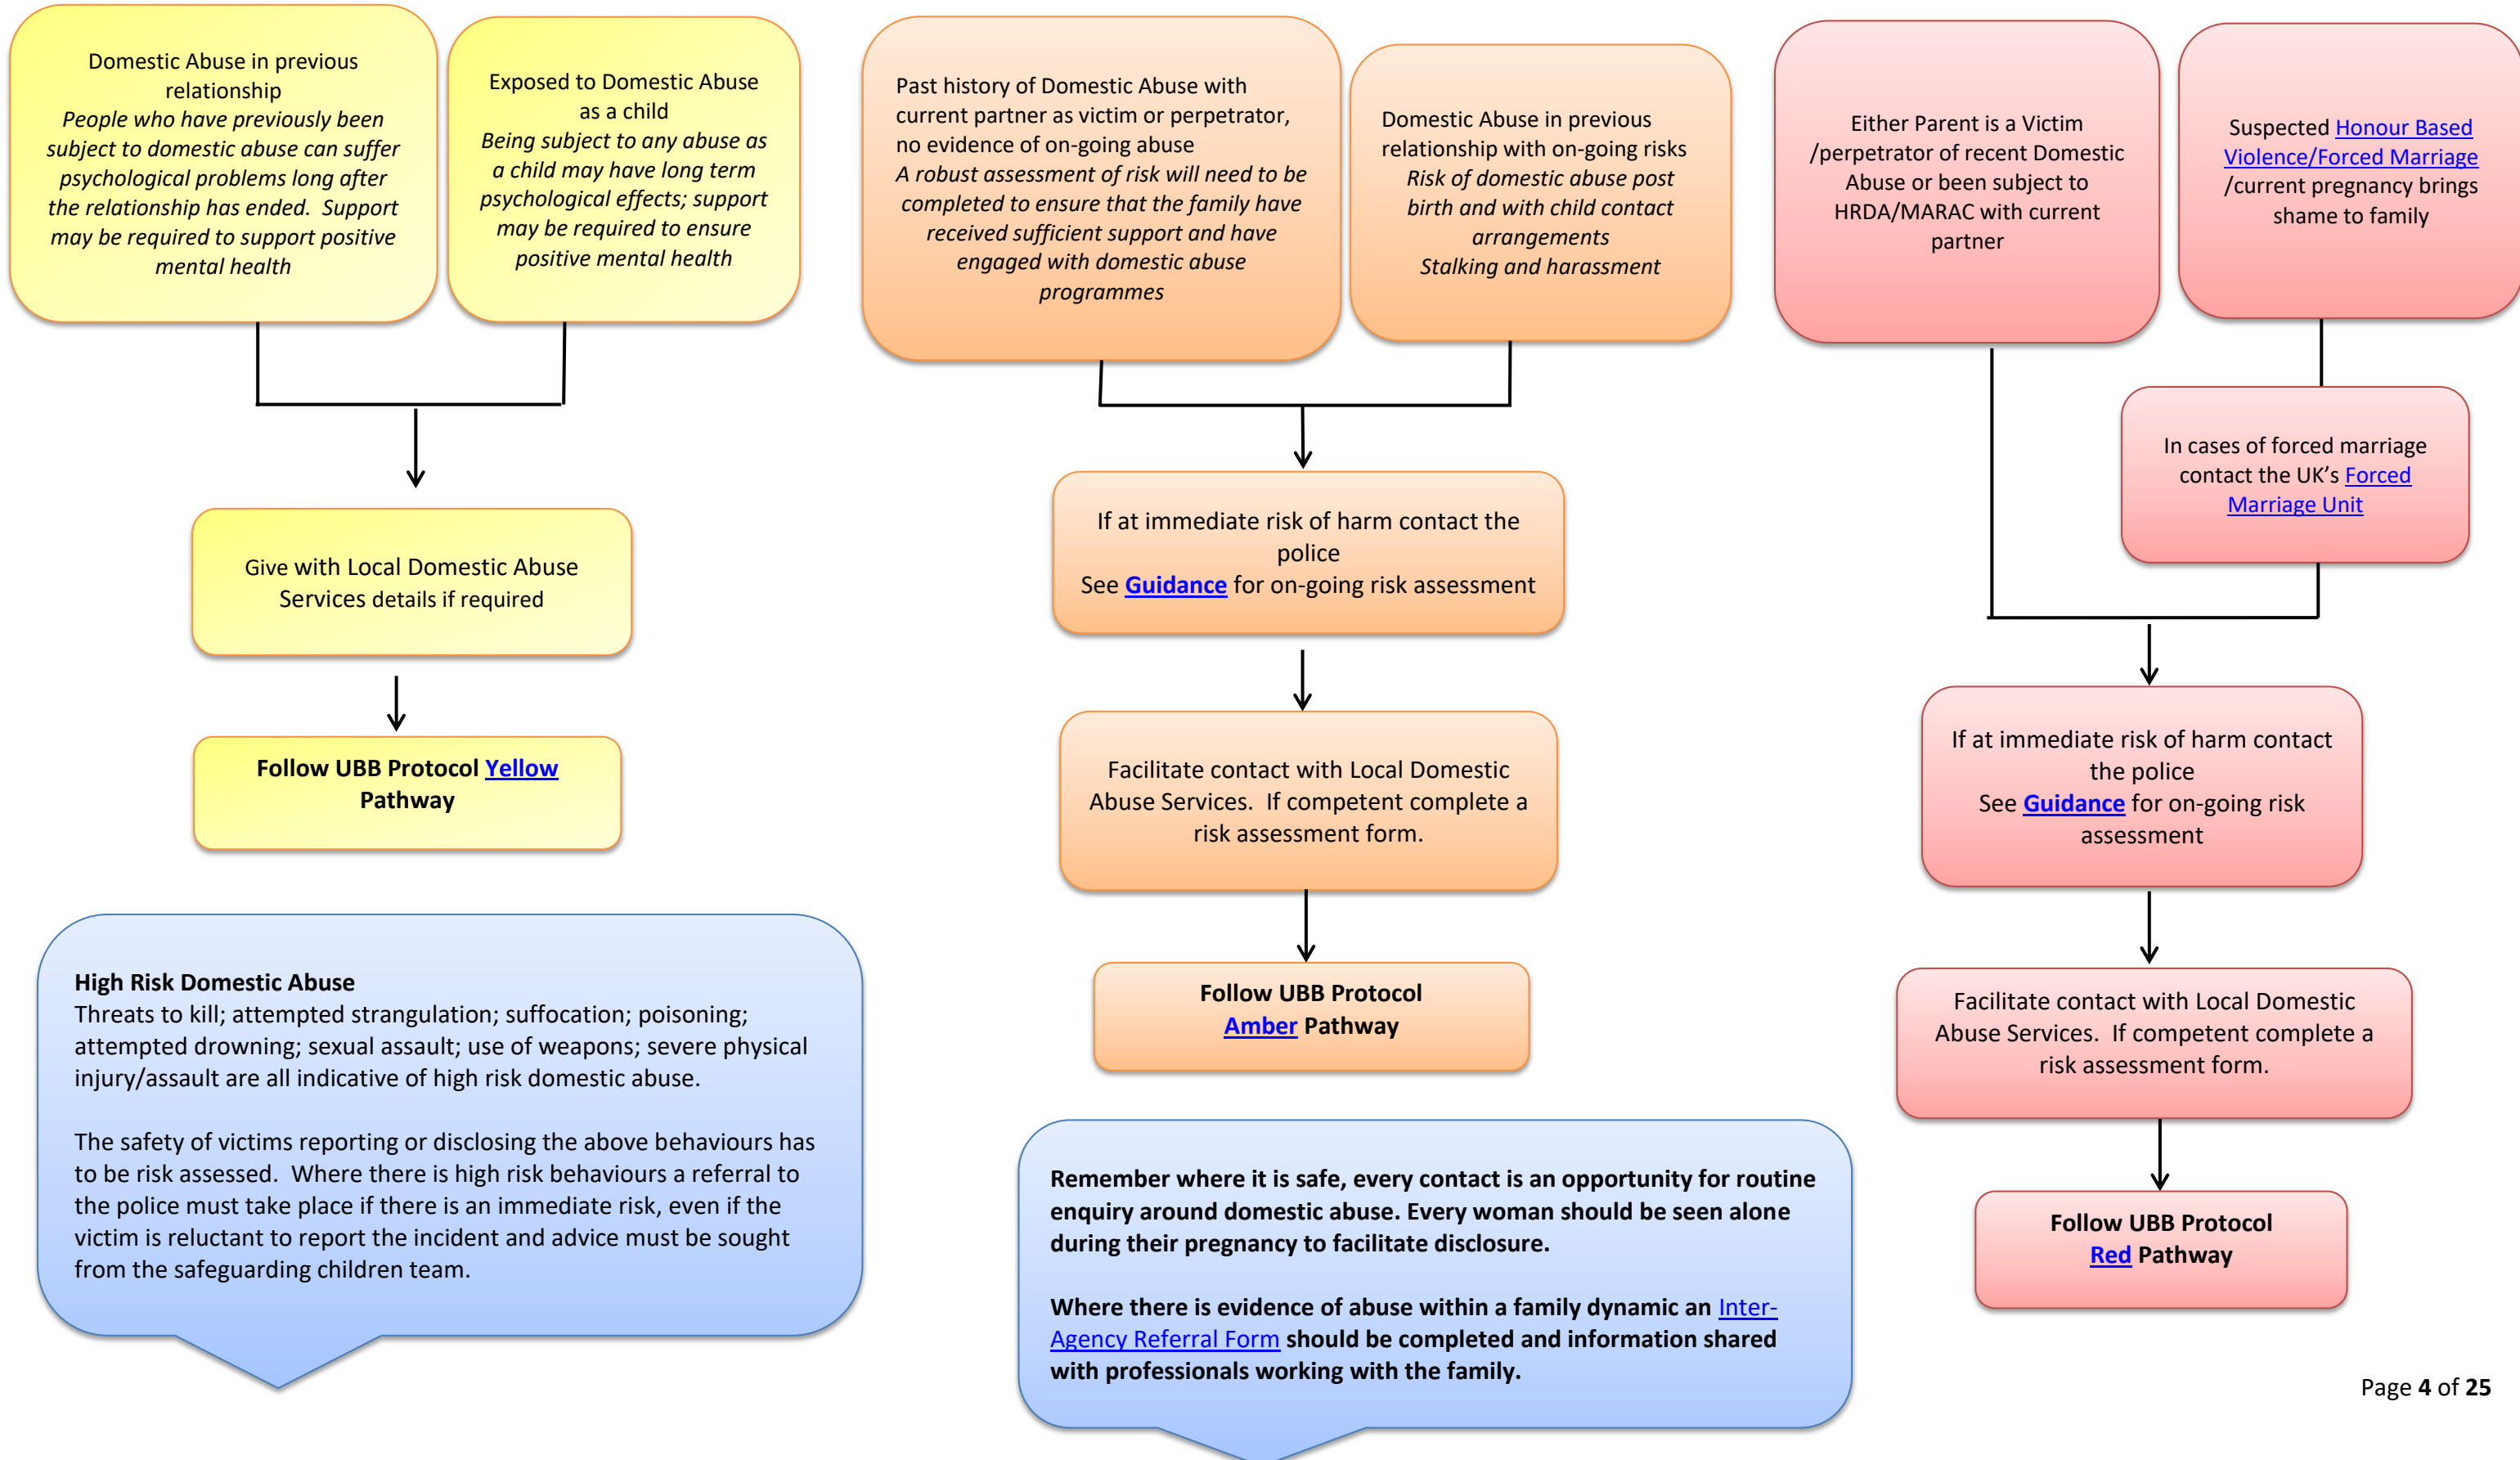 Domestic Abuse in previous
relationship
People who have previously been
subject to domestic abuse can suffer
psychological problems long after
the relationship has ended.  Support
may be required to support positive
mental health
Exposed to Domestic Abuse
as a child
Being subject to any abuse as
a child may have long term
psychological effects; support
may be required to ensure
positive mental health
Give with Local Domestic Abuse
Services details if required
Follow UBB Protocol Yellow
Pathway
High Risk Domestic Abuse
Threats to kill; attempted strangulation; suffocation; poisoning;
attempted drowning; sexual assault; use of weapons; severe physical
injury/assault are all indicative of high risk domestic abuse.
The safety of victims reporting or disclosing the above behaviours has
to be risk assessed.  Where there is high risk behaviours a referral to
the police must take place if there is an immediate risk, even if the
victim is reluctant to report the incident and advice must be sought
from the safeguarding children team.
Past history of Domestic Abuse with
current partner as victim or perpetrator,
no evidence of on-going abuse
A robust assessment of risk will need to be
completed to ensure that the family have
received sufficient support and have
engaged with domestic abuse
programmes
Domestic Abuse in previous
relationship with on-going risks
Risk of domestic abuse post
birth and with child contact
arrangements
Stalking and harassment
If at immediate risk of harm contact the
police
See Guidance for on-going risk assessment
Facilitate contact with Local Domestic
Abuse Services.  If competent complete a
risk assessment form.
Follow UBB Protocol
Amber Pathway
Remember where it is safe, every contact is an opportunity for routine
enquiry around domestic abuse. Every woman should be seen alone
during their pregnancy to facilitate disclosure.
Where there is evidence of abuse within a family dynamic an Inter-
Agency Referral Form should be completed and information shared
with professionals working with the family.
Either Parent is a Victim
/perpetrator of recent Domestic
Abuse or been subject to
HRDA/MARAC with current
partner
Suspected Honour Based
Violence/Forced Marriage
/current pregnancy brings
shame to family
In cases of forced marriage
contact the UK’s Forced
Marriage Unit
If at immediate risk of harm contact
the police
See Guidance for on-going risk
assessment
Facilitate contact with Local Domestic
Abuse Services.  If competent complete a
risk assessment form.
Follow UBB Protocol
Red Pathway
Page 4 of 25